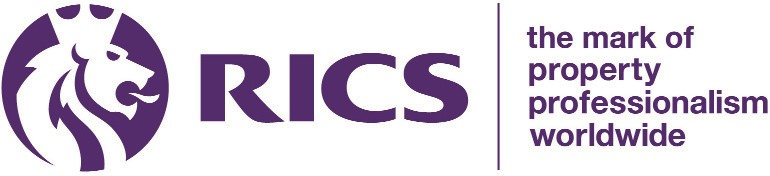 RICS
the mark of
property
professionalism
worldwide